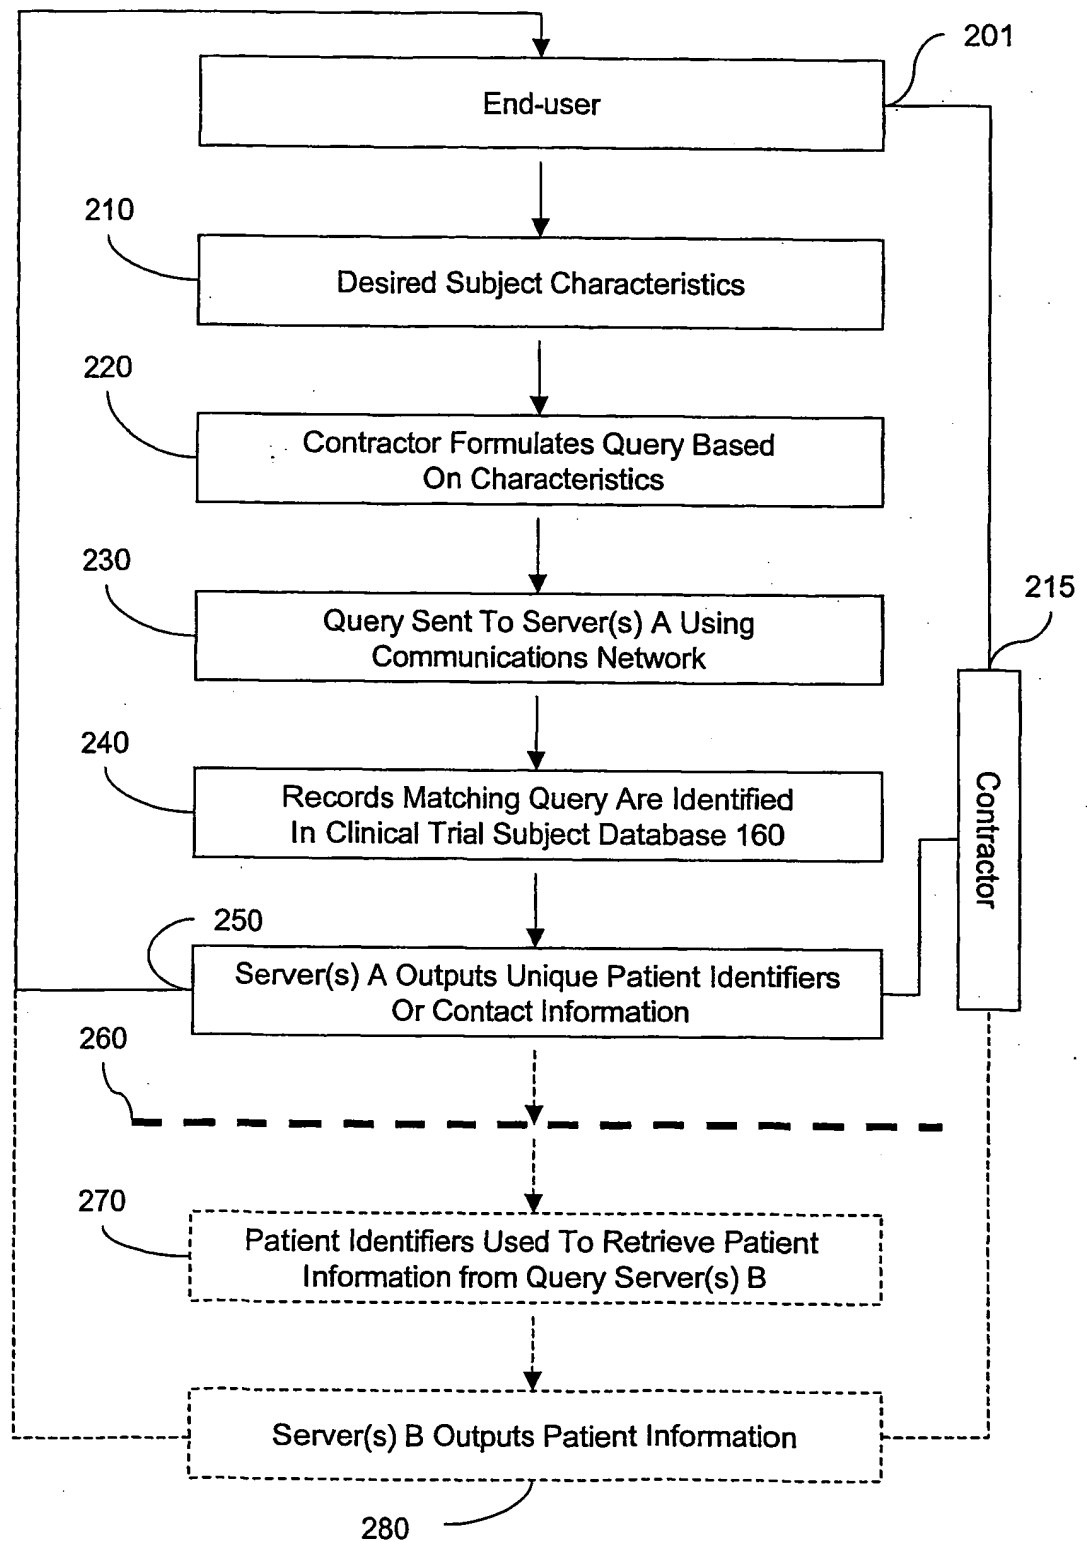 201
End-user
210
Desired Subject Characteristics
220
Contractor Formulates Query Based
On Characteristics
230
Query Sent To Server(s) A Using
Communications Network
215
Contractor
240
Records Matching Query Are Identified
In Clinical Trial Subject Database 160
250
Server(s) A Outputs Unique Patient Identifiers
Or Contact Information
260
270
Patient Identifiers Used To Retrieve Patient
Information from Query Server(s) B
Server(s) B Outputs Patient Information
280